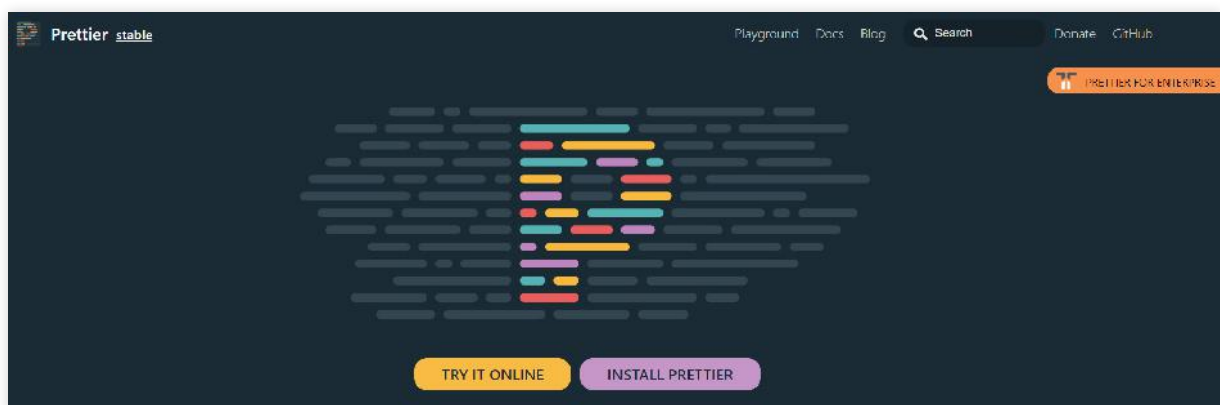 Prettier stable
Playground Docs Blog Search Donate GitHub
PRETTIER FOR ENTERPRISE
TRY IT ONLINE INSTALL PRETTIER